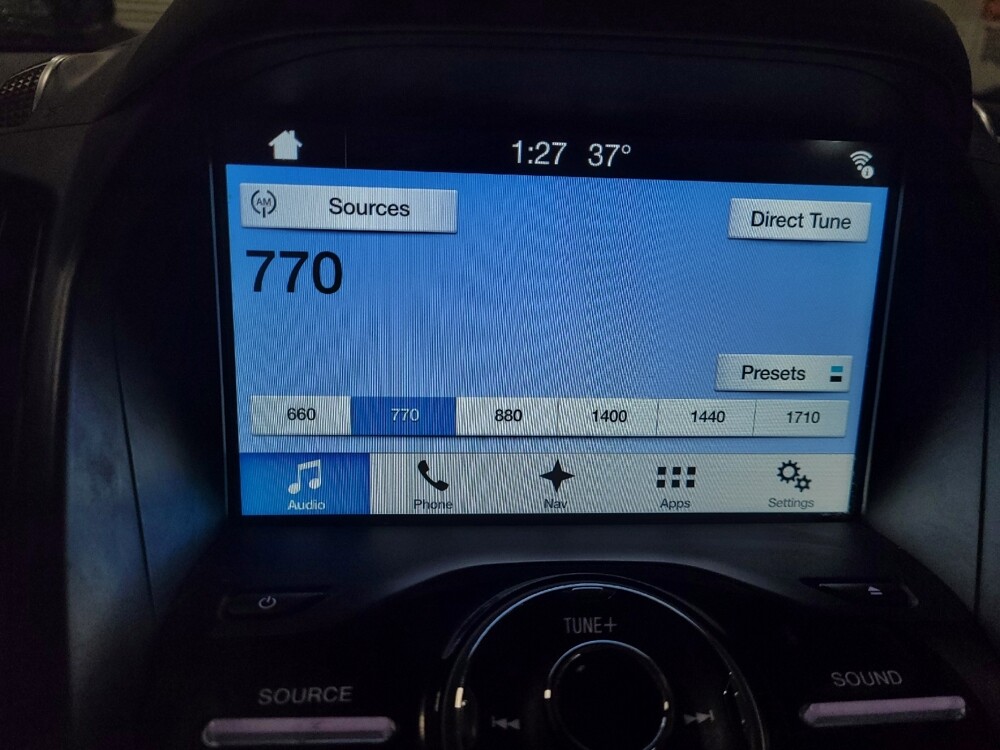 1:27 37°
AM Sources
Direct Tune
770
Presets
660 770 880 1400 1440 1710
Audio Phone Nav Apps Settings
TUNE+
SOURCE
SOUND